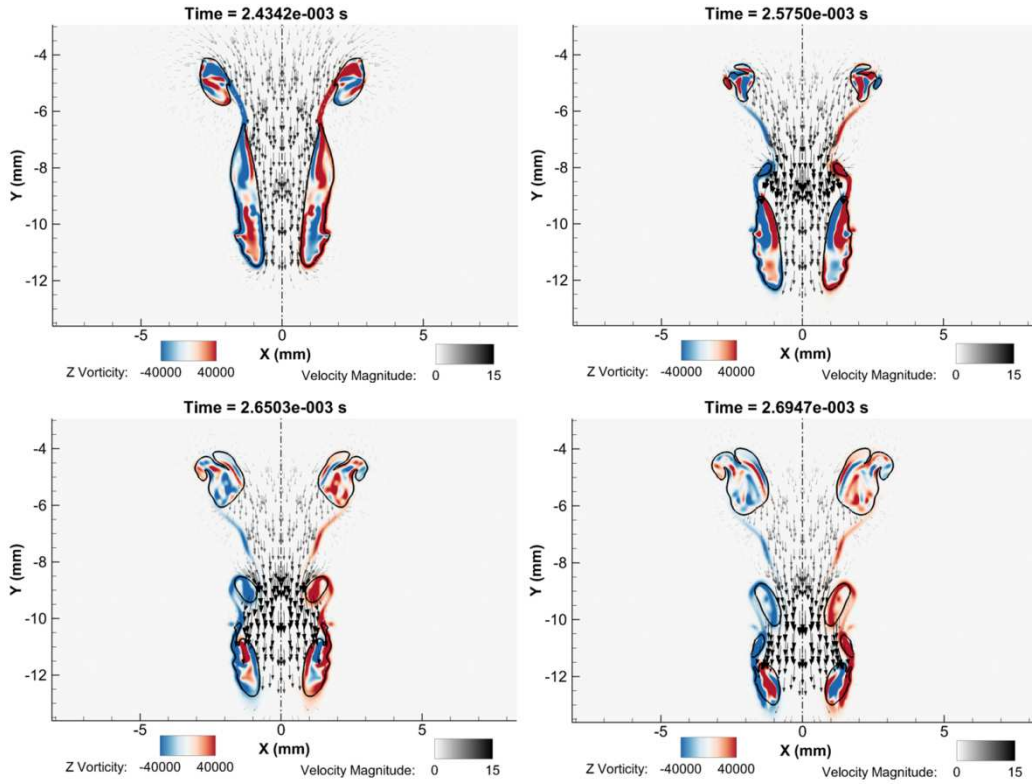 Time = 2.4342e-003 s
-4
-6
-8
-10
-12
Y (mm)
-5
0
5
X (mm)
Z Vorticity: -40000 40000
Velocity Magnitude: 0 15
Time = 2.5750e-003 s
-4
-6
-8
-10
-12
Y (mm)
-5
0
5
X (mm)
Z Vorticity: -40000 40000
Velocity Magnitude: 0 15
Time = 2.6503e-003 s
-4
-6
-8
-10
-12
Y (mm)
-5
0
5
X (mm)
Z Vorticity: -40000 40000
Velocity Magnitude: 0 15
Time = 2.6947e-003 s
-4
-6
-8
-10
-12
Y (mm)
-5
0
5
X (mm)
Z Vorticity: -40000 40000
Velocity Magnitude: 0 15